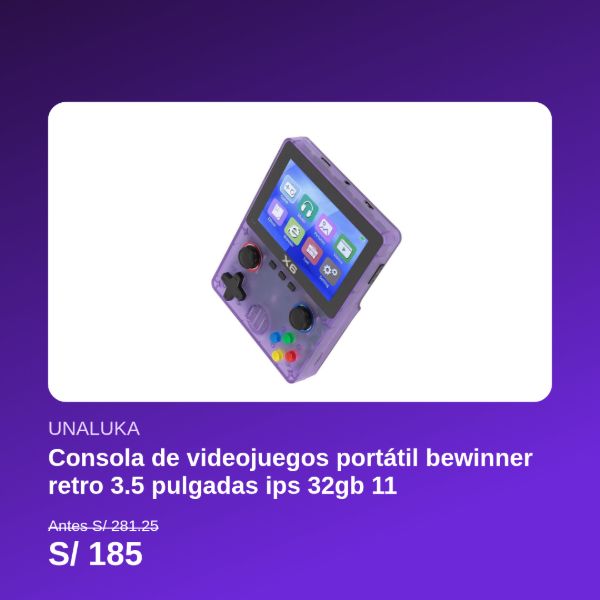 X6
UNALUKA
Consola de videojuegos portátil bewinner
retro 3.5 pulgadas ips 32gb 11
Antes S/ 281.25
S/ 185